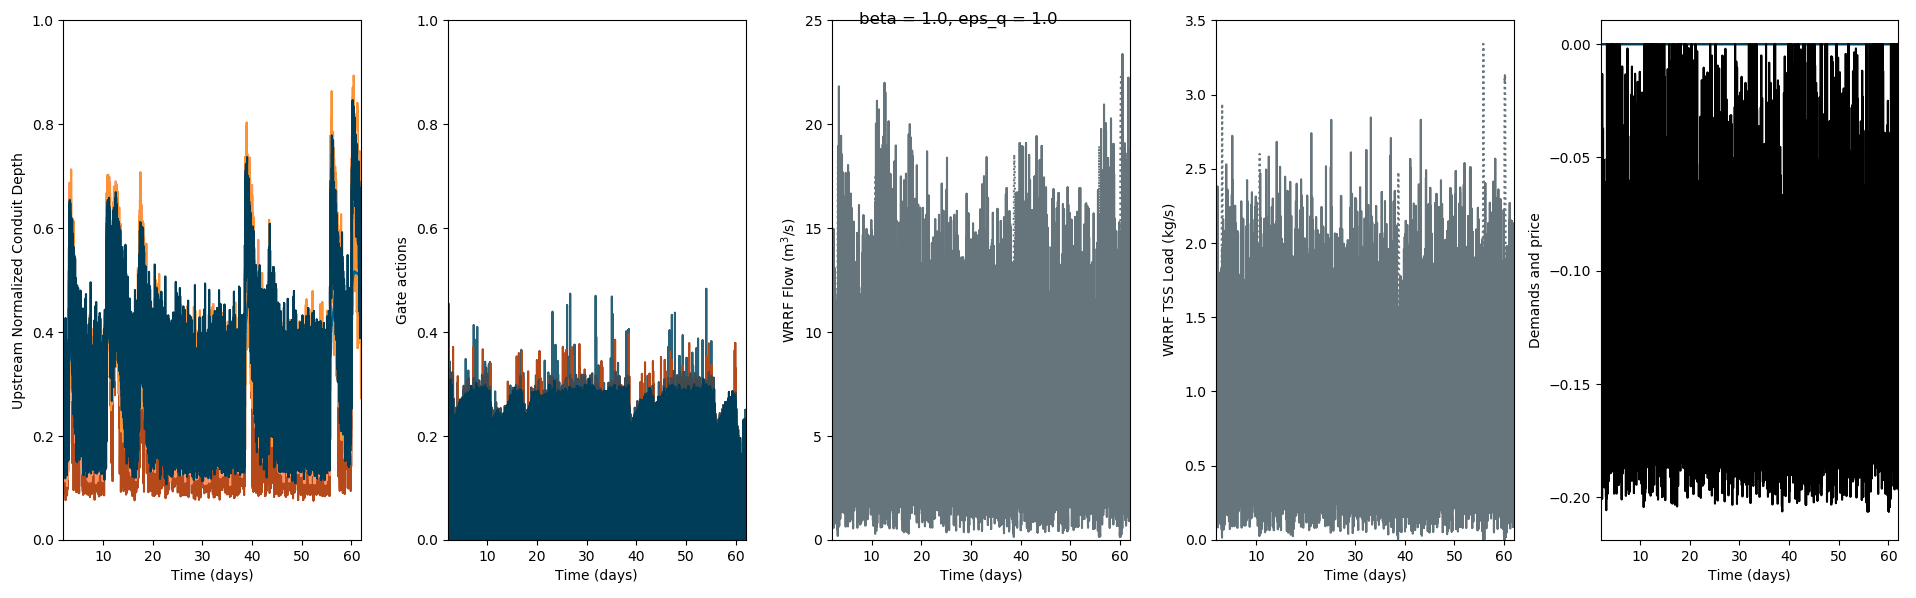 beta = 1.0, eps_q = 1.0
Upstream Normalized Conduit Depth
1.0
0.8
0.6
0.4
0.2
0.0
10 20 30 40 50 60
Time (days)
Gate actions
1.0
0.8
0.6
0.4
0.2
0.0
10 20 30 40 50 60
Time (days)
WRRF Flow (m³/s)
25
20
15
10
5
0
10 20 30 40 50 60
Time (days)
WRRF TSS Load (kg/s)
3.5
3.0
2.5
2.0
1.5
1.0
0.5
0.0
10 20 30 40 50 60
Time (days)
Demands and price
0.00
−0.05
−0.10
−0.15
−0.20
10 20 30 40 50 60
Time (days)